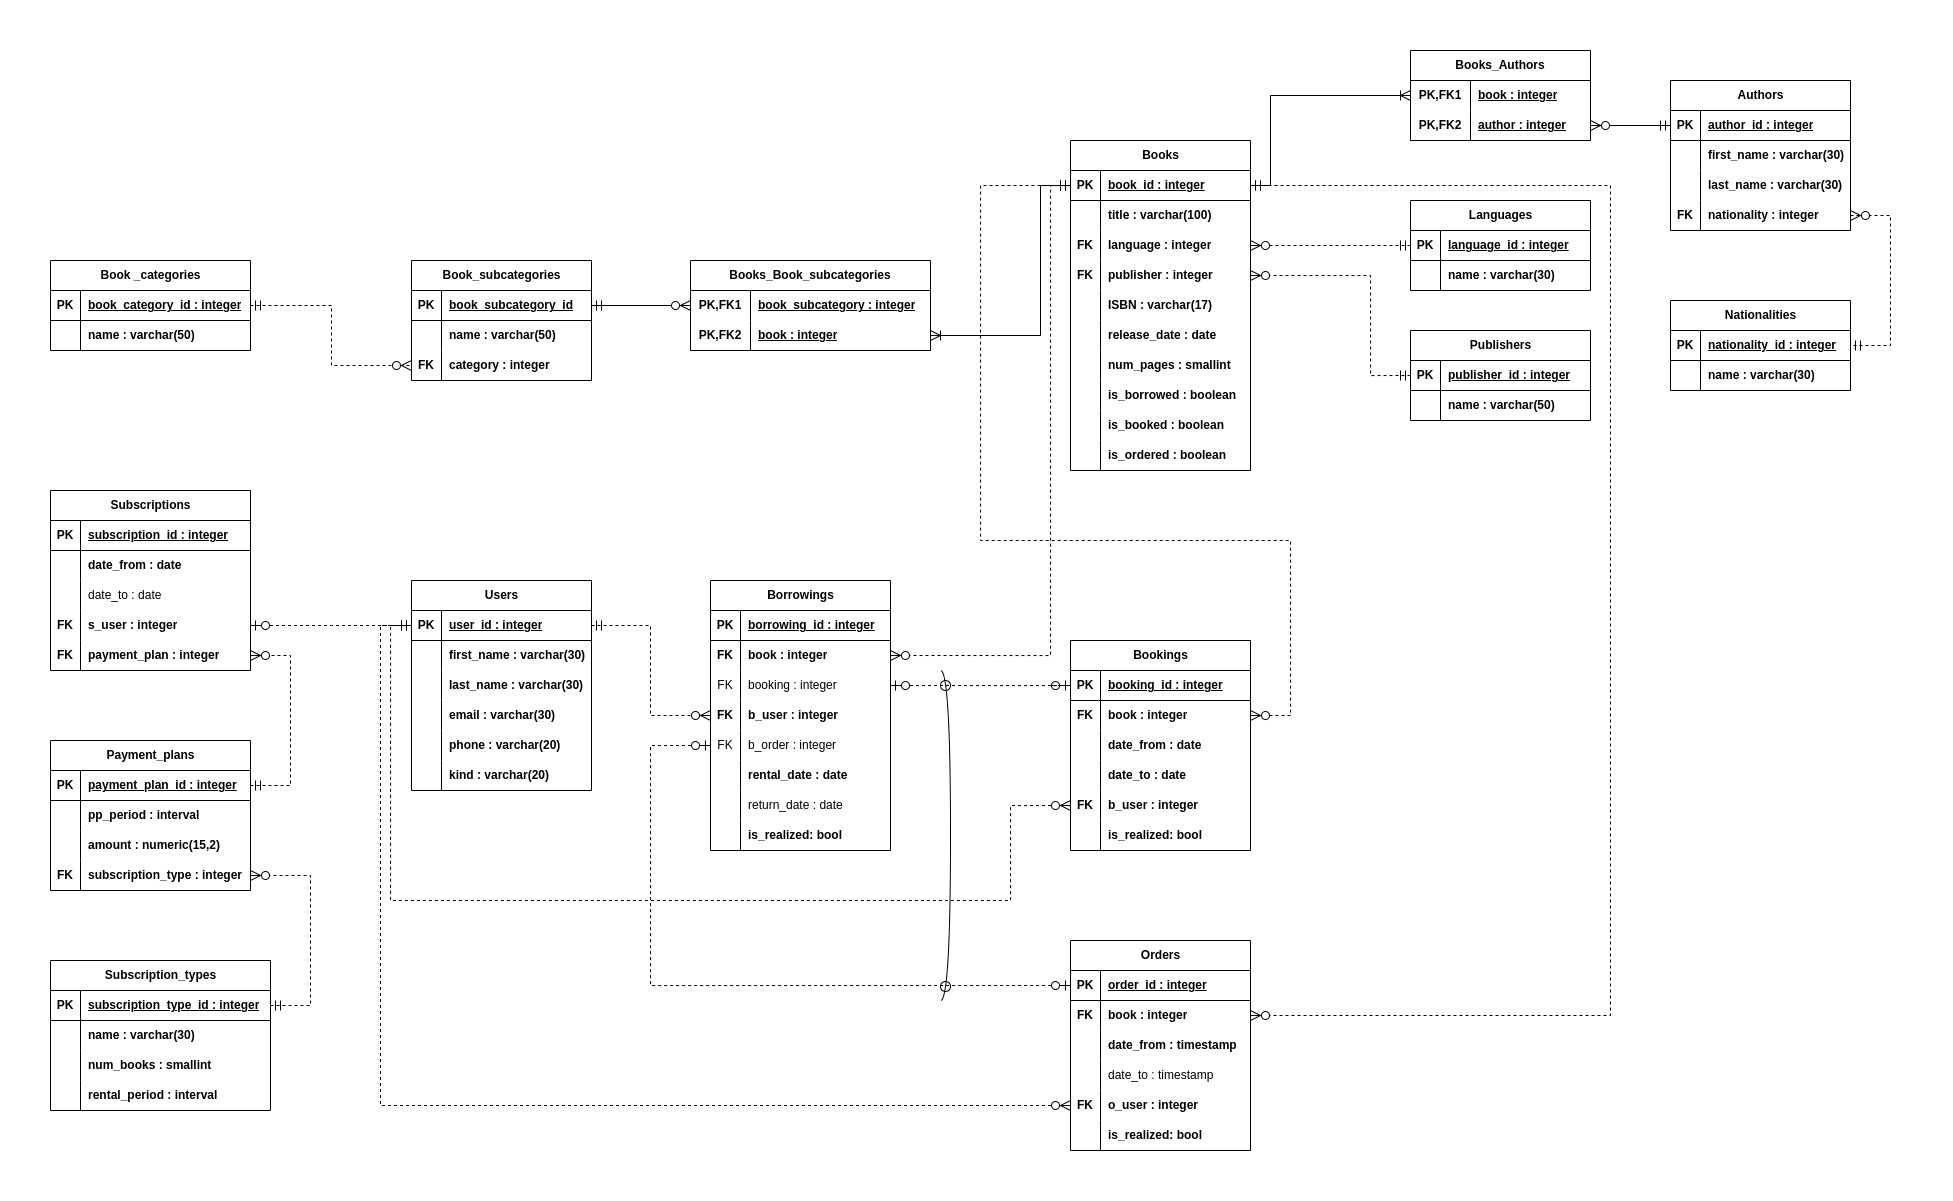 Books_Authors
PK,FK1 book : integer
PK,FK2 author : integer
Authors
PK author_id : integer
first_name : varchar(30)
last_name : varchar(30)
FK nationality : integer
Books
PK book_id : integer
title : varchar(100)
FK language : integer
FK publisher : integer
ISBN : varchar(17)
release_date : date
num_pages : smallint
is_borrowed : boolean
is_booked : boolean
is_ordered : boolean
Languages
PK language_id : integer
name : varchar(30)
Book _categories
PK book_category_id : integer
name : varchar(50)
Book_subcategories
PK book_subcategory_id
name : varchar(50)
FK category : integer
Books_Book_subcategories
PK,FK1 book_subcategory : integer
PK,FK2 book : integer
Nationalities
PK nationality_id : integer
name : varchar(30)
Publishers
PK publisher_id : integer
name : varchar(50)
Subscriptions
PK subscription_id : integer
date_from : date
date_to : date
FK s_user : integer
FK payment_plan : integer
Users
PK user_id : integer
first_name : varchar(30)
last_name : varchar(30)
email : varchar(30)
phone : varchar(20)
kind : varchar(20)
Borrowings
PK borrowing_id : integer
FK book : integer
FK booking : integer
FK b_user : integer
FK b_order : integer
rental_date : date
return_date : date
is_realized: bool
Bookings
PK booking_id : integer
FK book : integer
date_from : date
date_to : date
FK b_user : integer
is_realized: bool
Payment_plans
PK payment_plan_id : integer
pp_period : interval
amount : numeric(15,2)
FK subscription_type : integer
Subscription_types
PK subscription_type_id : integer
name : varchar(30)
num_books : smallint
rental_period : interval
Orders
PK order_id : integer
FK book : integer
date_from : timestamp
date_to : timestamp
FK o_user : integer
is_realized: bool